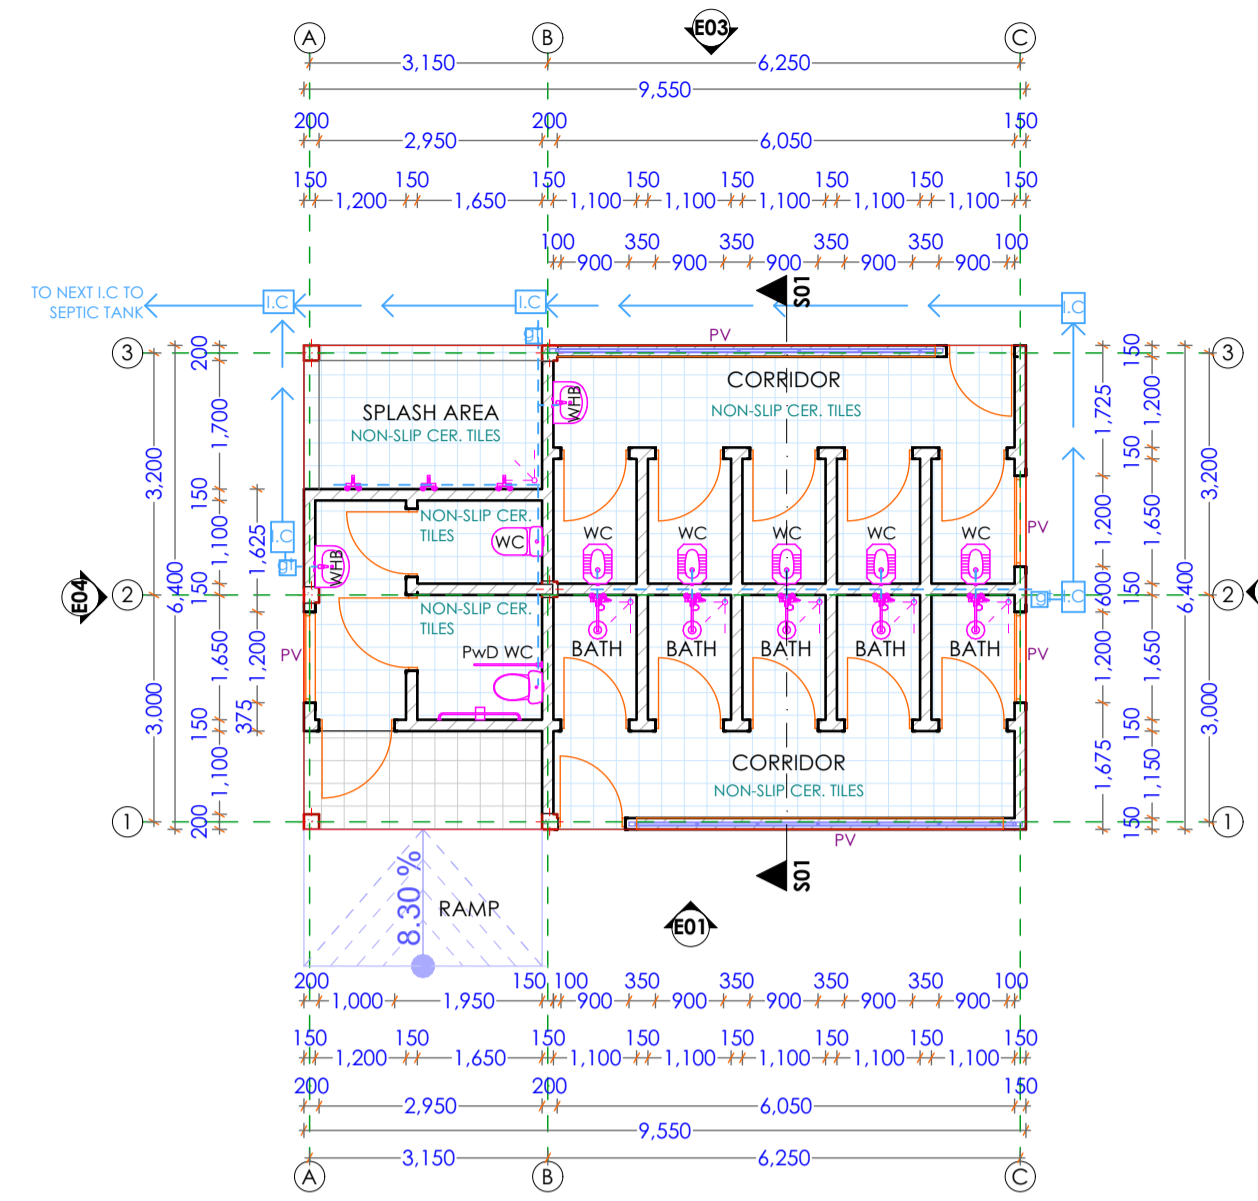 A B E03 C
3,150 6,250
9,550
200 200 150
2,950 6,050
150 150 150 150 150 150 150 150
1,200 1,650 1,100 1,100 1,100 1,100 1,100
100 350 350 350 350 100
900 900 900 900 900
S01
TO NEXT I.C TO
SEPTIC TANK
I.C I.C I.C
gt
PV
3 3
CORRIDOR
NON-SLIP CER. TILES
SPLASH AREA
NON-SLIP CER. TILES
WHB
200
1,700
150
1,100
150
1,650
150
1,100
200
3,200
6,400
3,000
1,625
1,200
375
150
1,725
1,200
600
1,200
1,675
150
1,200
150
1,650
150
1,650
150
1,150
150
3,200
6,400
3,000
NON-SLIP CER.
TILES
WC
WC WC WC WC WC
PV
I.C
gt
WHB
E04
2 2
gt I.C
NON-SLIP CER.
TILES
PwD WC
BATH BATH BATH BATH BATH
PV PV
CORRIDOR
NON-SLIP CER. TILES
1 1
PV
8.30 %
RAMP
S01
E01
200 150 100 350 350 350 350 100
1,000 1,950 900 900 900 900 900
150 150 150 150 150 150 150 150
1,200 1,650 1,100 1,100 1,100 1,100 1,100
200 200 150
2,950 6,050
9,550
3,150 6,250
A B C